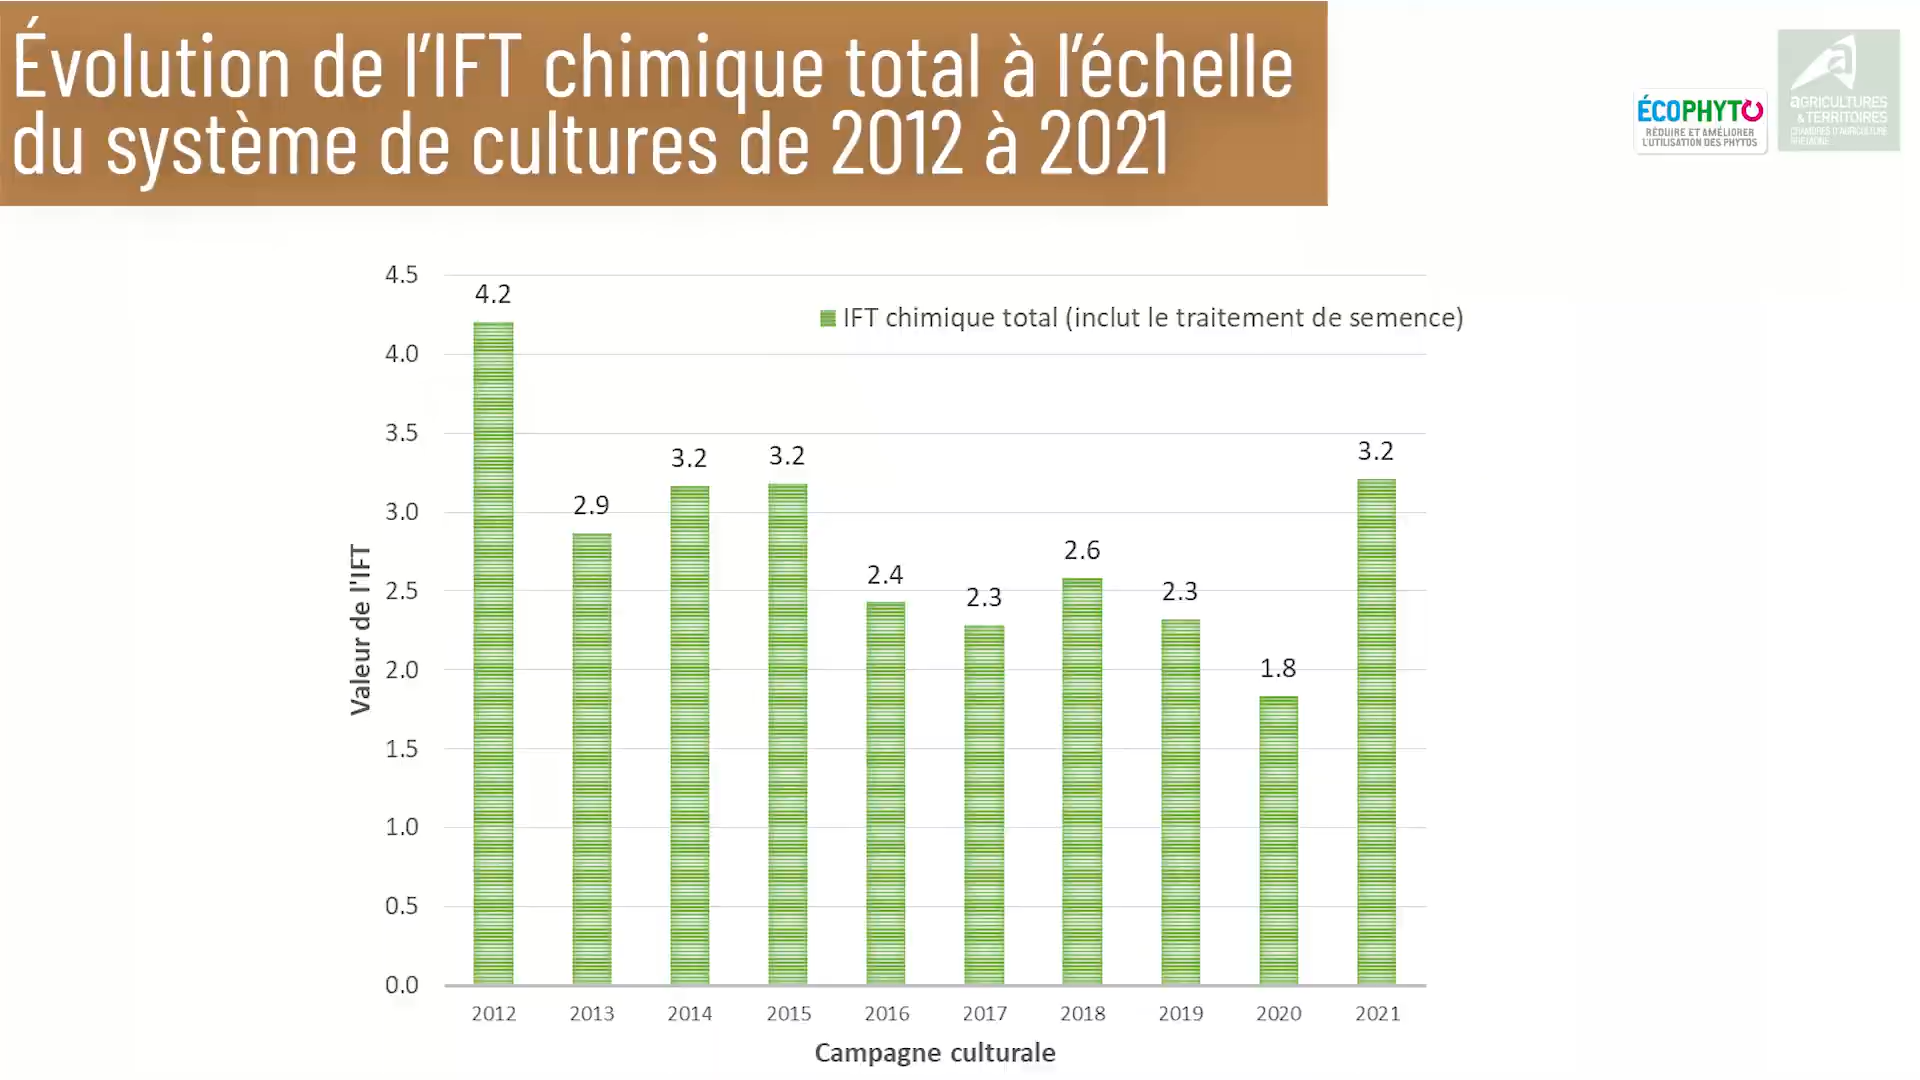 Évolution de l’IFT chimique total à l’échelle
du système de cultures de 2012 à 2021
ÉCOPHYTO
RÉDUIRE ET AMÉLIORER
L'UTILISATION DES PHYTOS
AGRICULTURES
& TERRITOIRES
CHAMBRES D'AGRICULTURE
BRETAGNE
4.5
4.0
3.5
3.0
2.5
2.0
1.5
1.0
0.5
0.0
Valeur de l'IFT
IFT chimique total (inclut le traitement de semence)
4.2
2.9
3.2
3.2
2.4
2.3
2.6
2.3
1.8
3.2
2012 2013 2014 2015 2016 2017 2018 2019 2020 2021
Campagne culturale